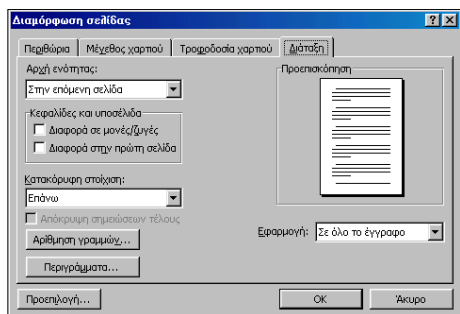 Διαμόρφωση σελίδας
Περιθώρια Μέγεθος χαρτιού Τροφοδοσία χαρτιού Διάταξη
Αρχή ενότητας:
Στην επόμενη σελίδα
Κεφαλίδες και υποσέλιδα
Διαφορά σε μονές/ζυγές
Διαφορά στην πρώτη σελίδα
Κατακόρυφη στοίχιση:
Επάνω
Απόκρυψη σημειώσεων τέλους
Αρίθμηση γραμμών...
Περιγράμματα...
Προεπισκόπηση
Εφαρμογή: Σε όλο το έγγραφο
Προεπιλογή... OK Άκυρο